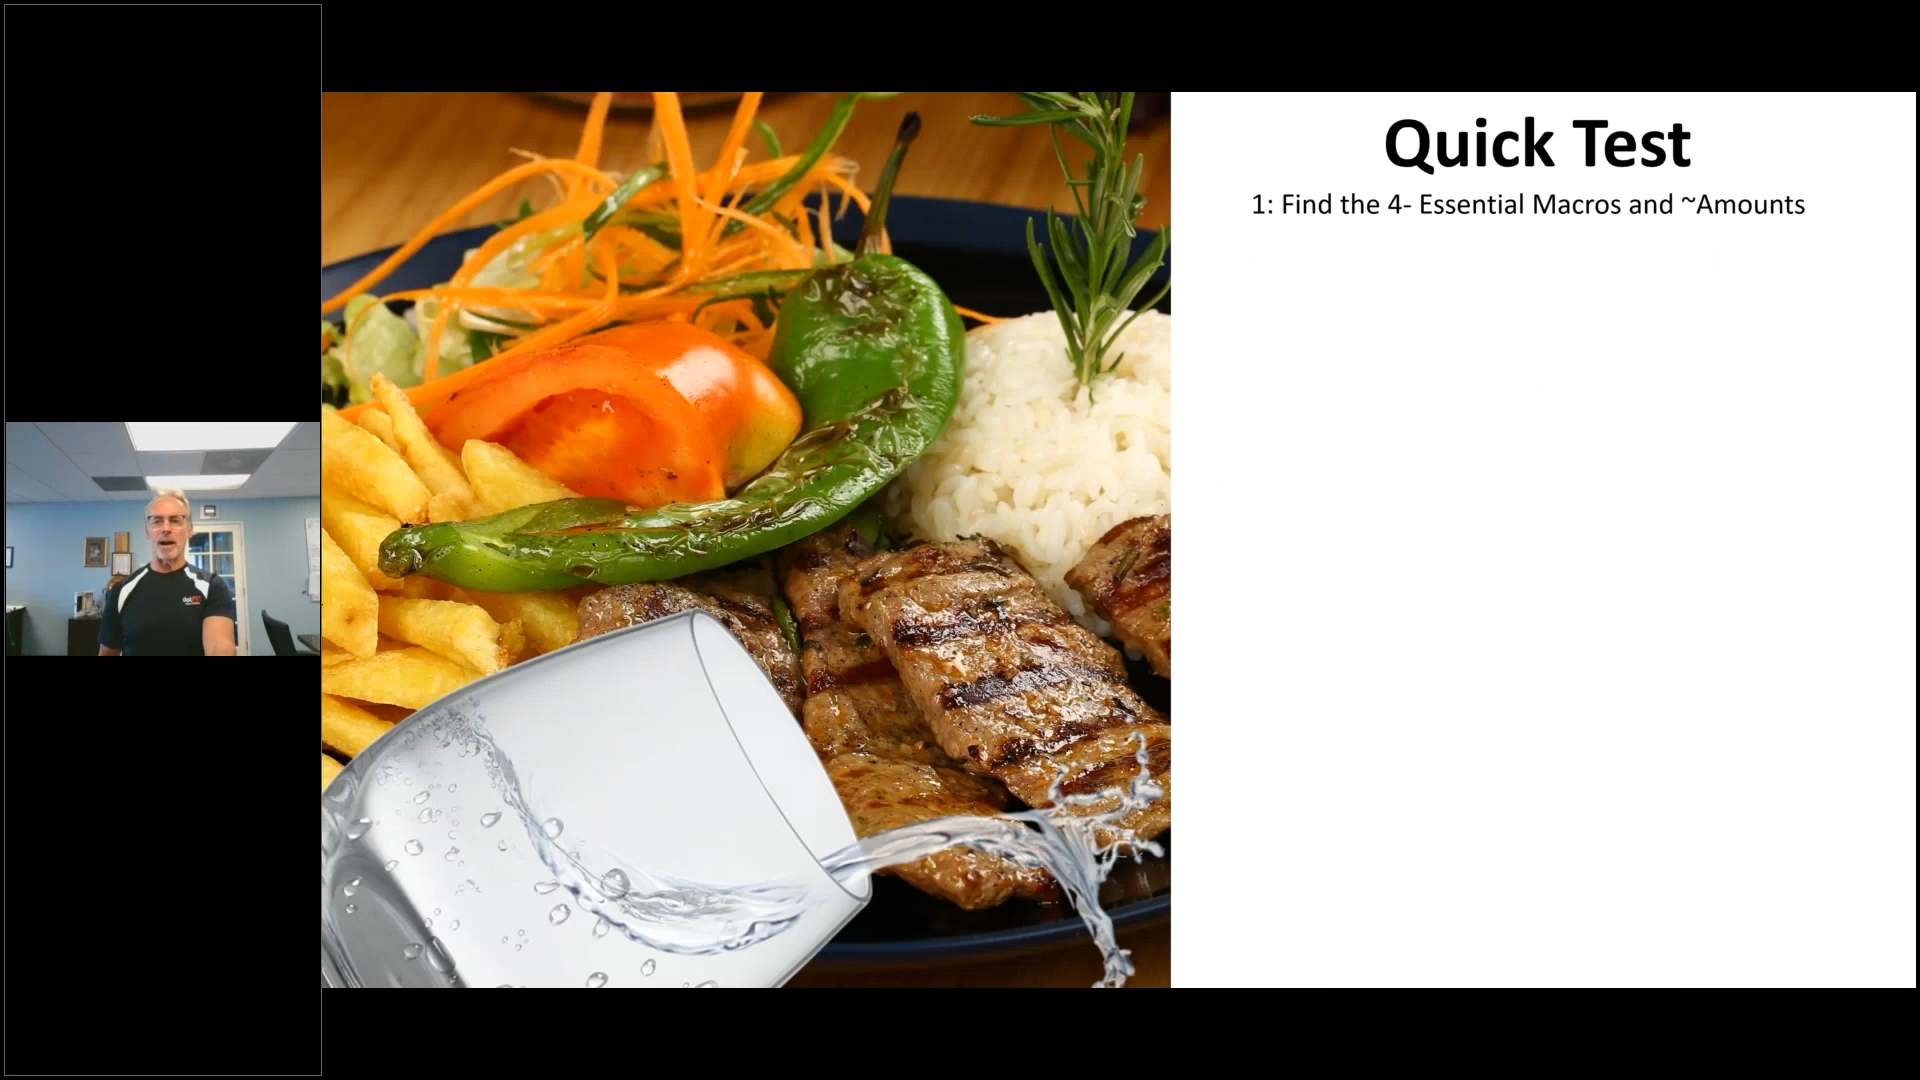 Quick Test
1: Find the 4- Essential Macros and ~Amounts